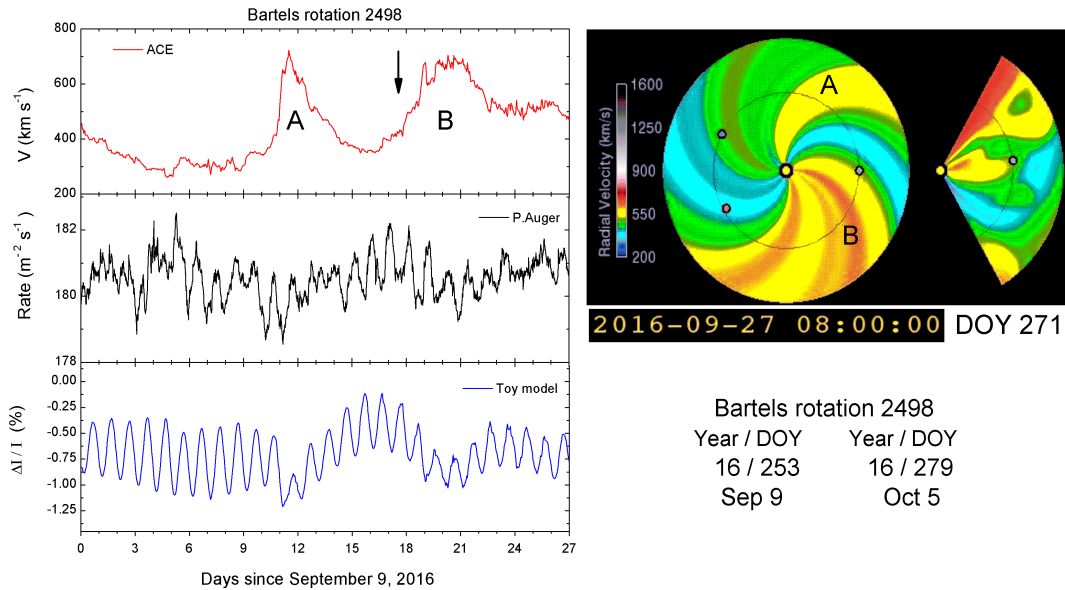 Bartels rotation 2498
800
600
400
200
V (km s⁻¹)
ACE
A
B
182
180
178
Rate (m⁻² s⁻¹)
P.Auger
0.00
-0.25
-0.50
-0.75
-1.00
-1.25
ΔI / I (%)
Toy model
0 3 6 9 12 15 18 21 24 27
Days since September 9, 2016
Radial Velocity (km/s)
1600
1250
900
550
200
A
B
2016-09-27 08:00:00 DOY 271
Bartels rotation 2498
Year / DOY Year / DOY
16 / 253 16 / 279
Sep 9 Oct 5